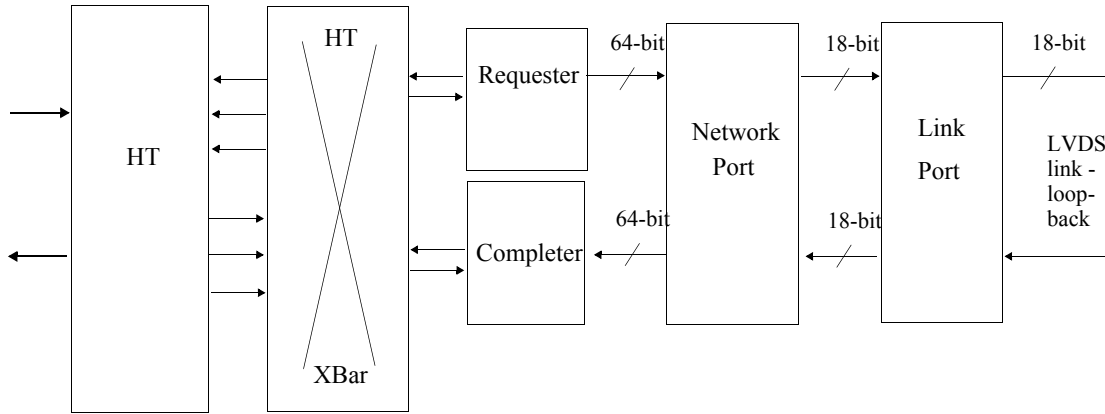 HT
HT
XBar
Requester
Completer
64-bit
64-bit
Network
Port
18-bit
18-bit
Link
Port
18-bit
LVDS
link -
loop-
back